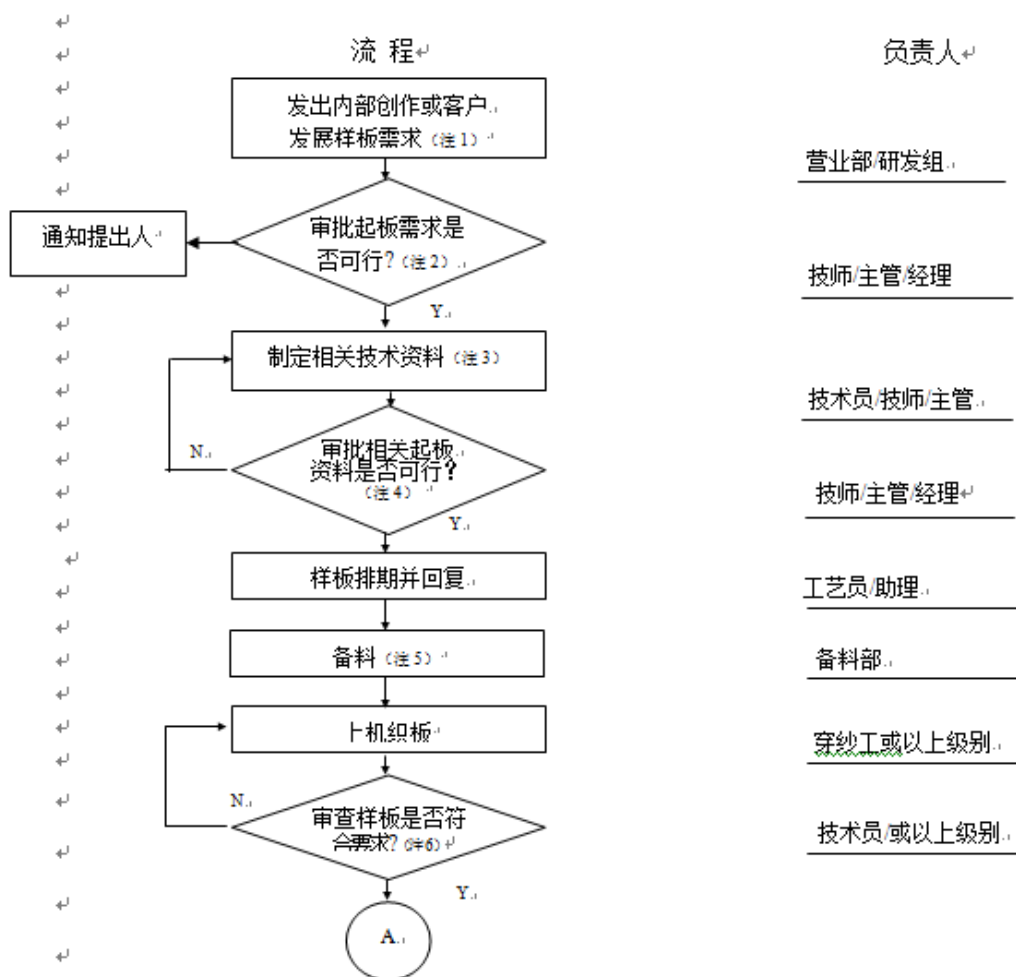 流 程
负责人
发出内部创作或客户
发展样板需求（注1）
营业部/研发组
审批起板需求是
否可行？（注2）
通知提出人
技师/主管/经理
Y
制定相关技术资料（注3）
技术员/技师/主管
N
审批相关起板
资料是否可行？
（注4）
技师/主管/经理
Y
样板排期并回复
工艺员/助理
备料（注5）
备料部
上机织板
穿纱工或以上级别
N
审查样板是否符
合要求？（注6）
技术员/或以上级别
Y
A